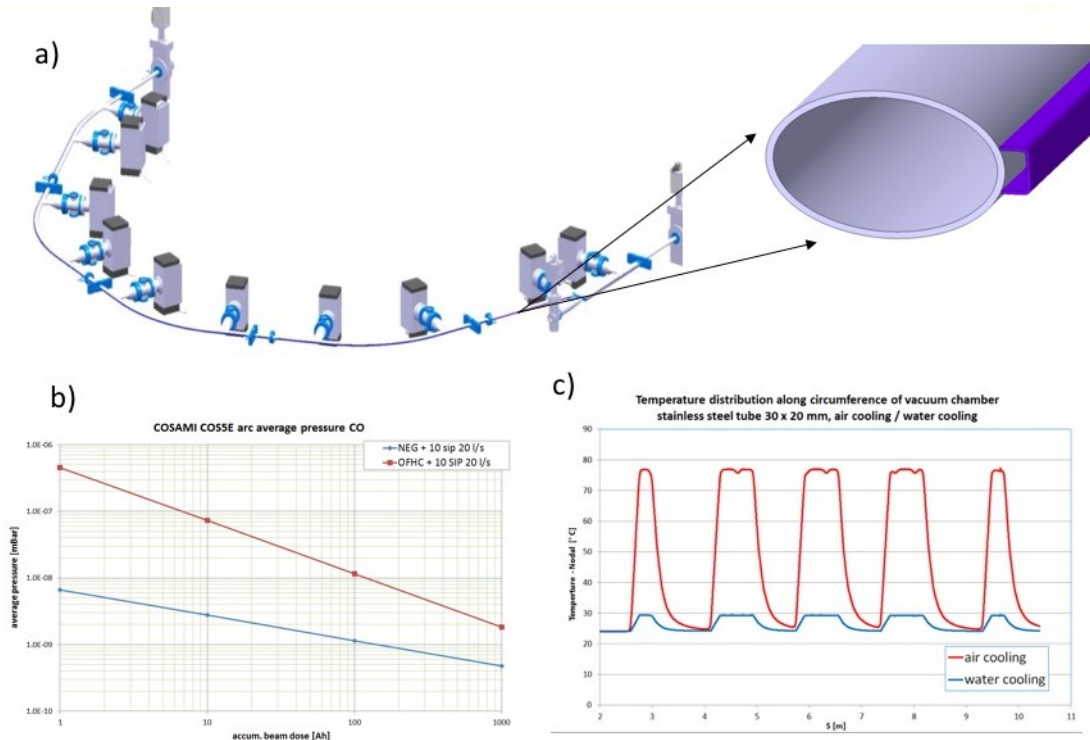 a)
b)
COSAMI COS5E arc average pressure CO
NEG + 10 sip 20 l/s
OFHC + 10 SIP 20 l/s
1.0E-06
1.0E-07
1.0E-08
1.0E-09
1.0E-10
average pressure [mBar]
1
10
100
1000
accum. beam dose [Ah]
c)
Temperature distribution along circumference of vacuum chamber
stainless steel tube 30 x 20 mm, air cooling / water cooling
90
80
70
60
50
40
30
20
10
0
Temperture - Nodal [° C]
air cooling
water cooling
2
3
4
5
6
7
8
9
10
11
S [m]